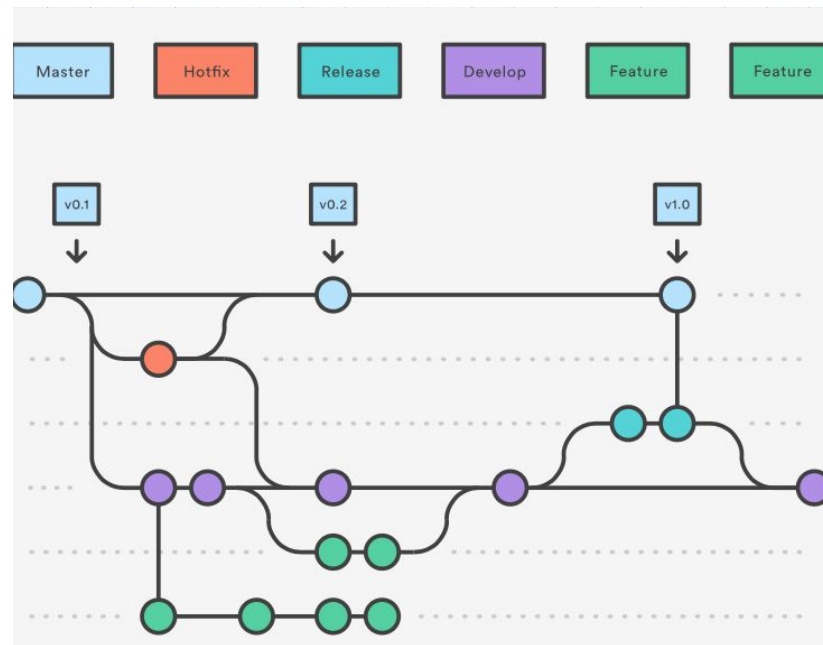 Master
Hotfix
Release
Develop
Feature
Feature
v0.1
v0.2
v1.0